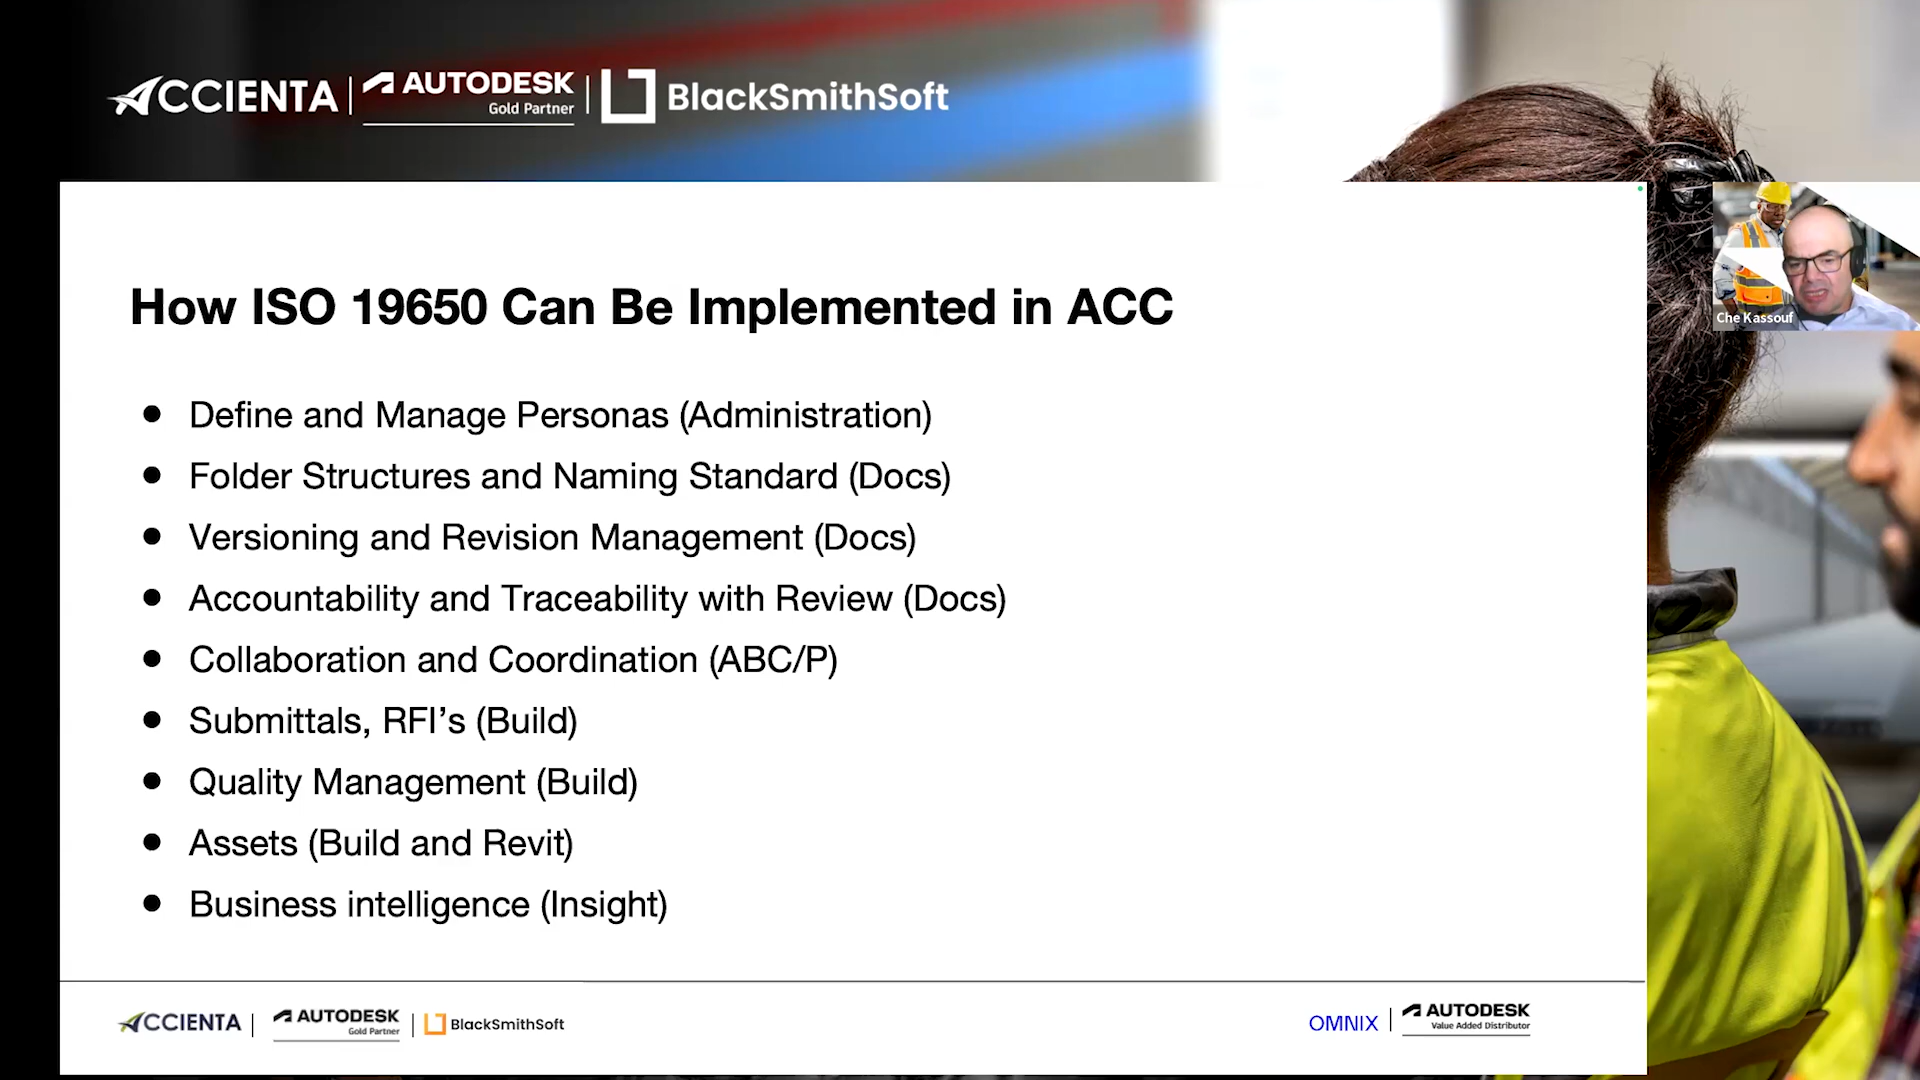 ACCIENTA | AUTODESK Gold Partner | BlackSmithSoft
How ISO 19650 Can Be Implemented in ACC
● Define and Manage Personas (Administration)
● Folder Structures and Naming Standard (Docs)
● Versioning and Revision Management (Docs)
● Accountability and Traceability with Review (Docs)
● Collaboration and Coordination (ABC/P)
● Submittals, RFI’s (Build)
● Quality Management (Build)
● Assets (Build and Revit)
● Business intelligence (Insight)
Che Kassouf
ACCIENTA | AUTODESK Gold Partner | BlackSmithSoft
OMNIX | AUTODESK Value Added Distributor